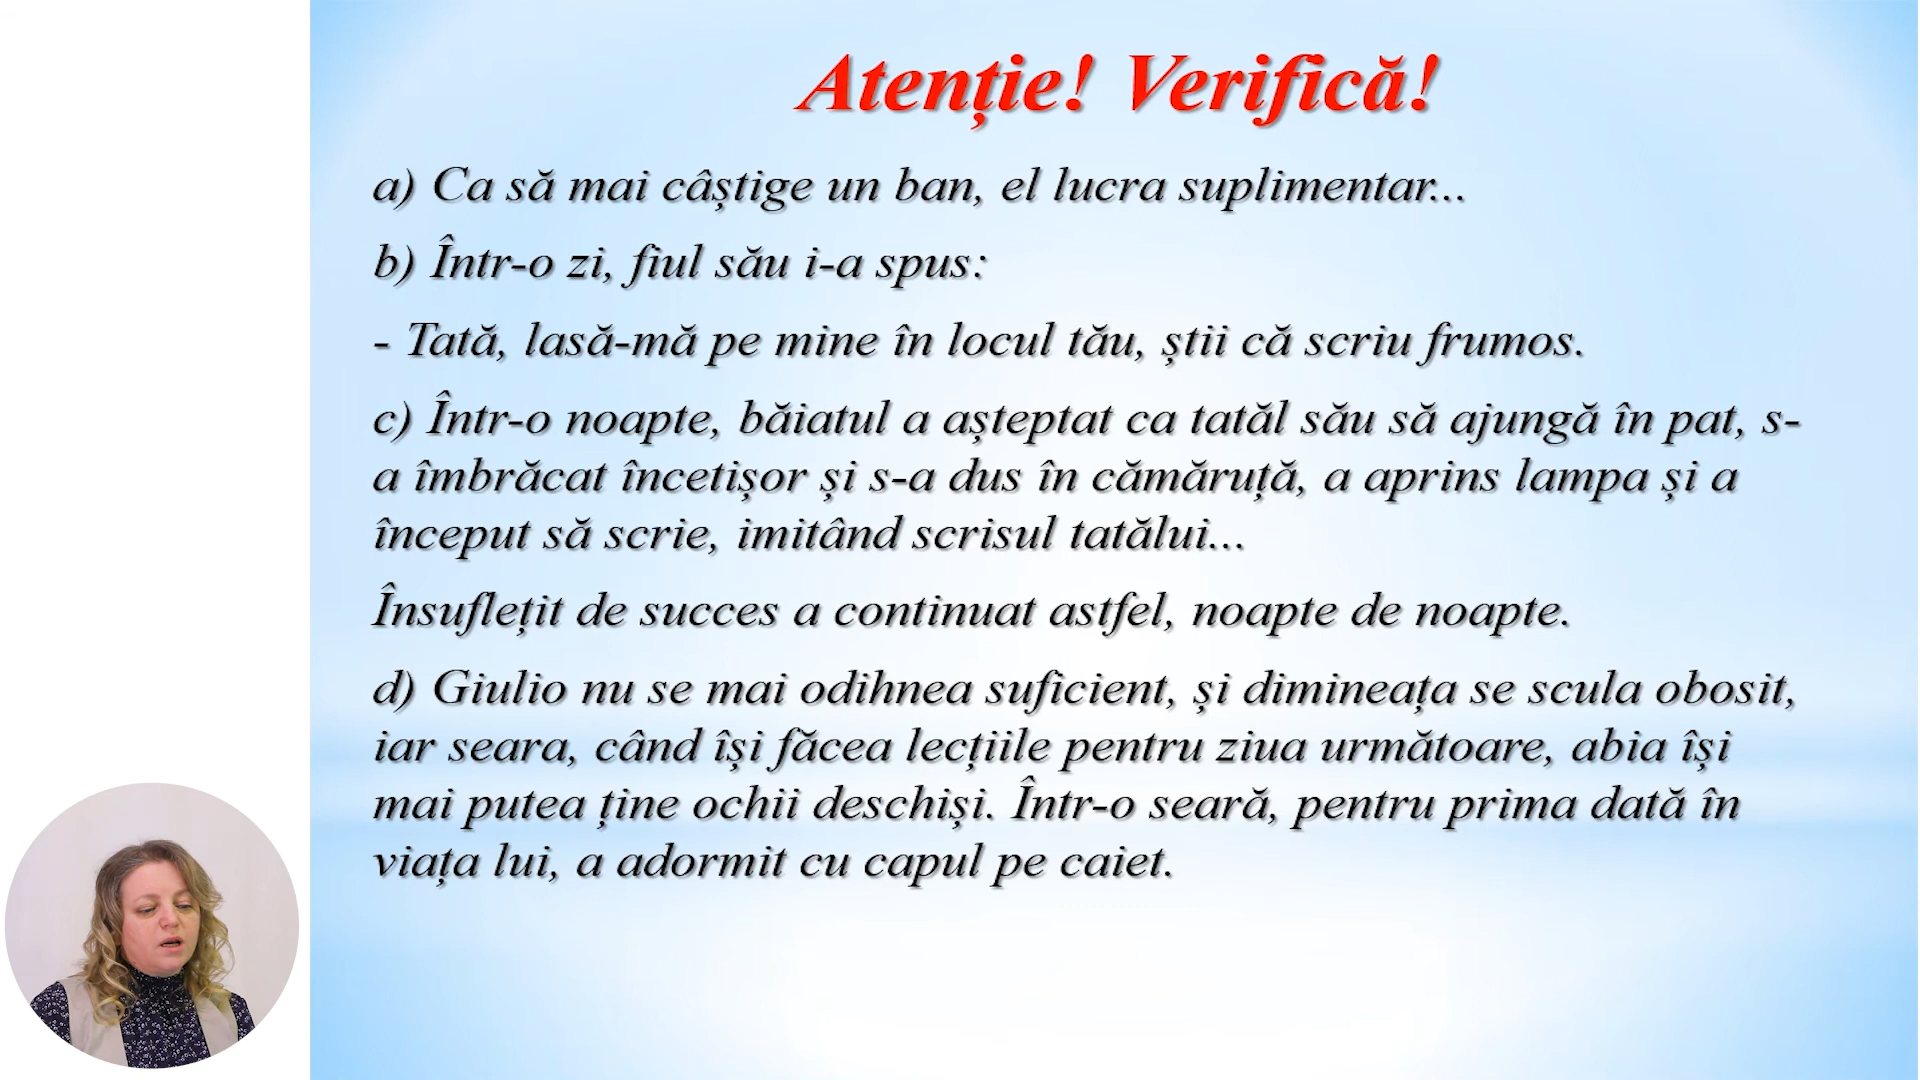 Atenție! Verifică!
a) Ca să mai câștige un ban, el lucra suplimentar...
b) Într-o zi, fiul său i-a spus:
- Tată, lasă-mă pe mine în locul tău, știi că scriu frumos.
c) Într-o noapte, băiatul a așteptat ca tatăl său să ajungă în pat, s-
a îmbrăcat încetișor și s-a dus în cămăruță, a aprins lampa și a
început să scrie, imitând scrisul tatălui...
Însuflețit de succes a continuat astfel, noapte de noapte.
d) Giulio nu se mai odihnea suficient, și dimineața se scula obosit,
iar seara, când își făcea lecțiile pentru ziua următoare, abia își
mai putea ține ochii deschiși. Într-o seară, pentru prima dată în
viața lui, a adormit cu capul pe caiet.